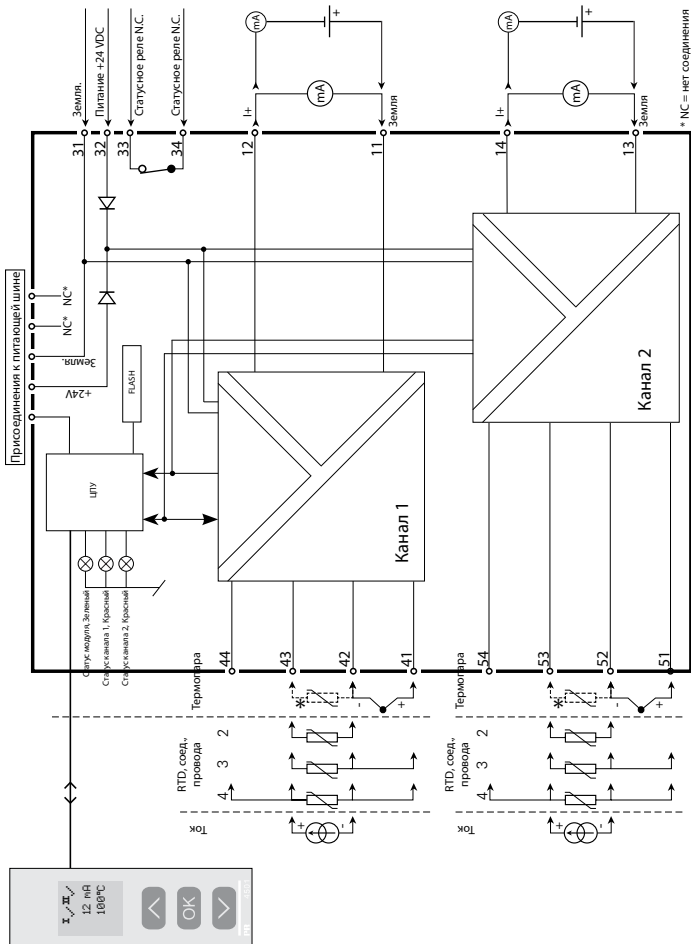 Присоединения к питающей шине
+24V
Земля.
NC*
NC*
Земля.
Питание +24 VDC
Статусное реле N.C.
Статусное реле N.C.
31
32
33
34
12
11
14
13
I+
Земля
I+
Земля
mA
mA
mA
mA
+
+
FLASH
ЦПУ
Статус модуля, Зеленый
Статус канала 1, Красный
Статус канала 2, Красный
Канал 1
Канал 2
44
43
42
41
54
53
52
51
Термопара
Термопара
RTD, соед.,
провода
2
3
4
RTD, соед.,
провода
2
3
4
Ток
Ток
*
-
+
*
-
+
+
-
+
-
I II
12 mA
100°C
OK
* NC = нет соединения